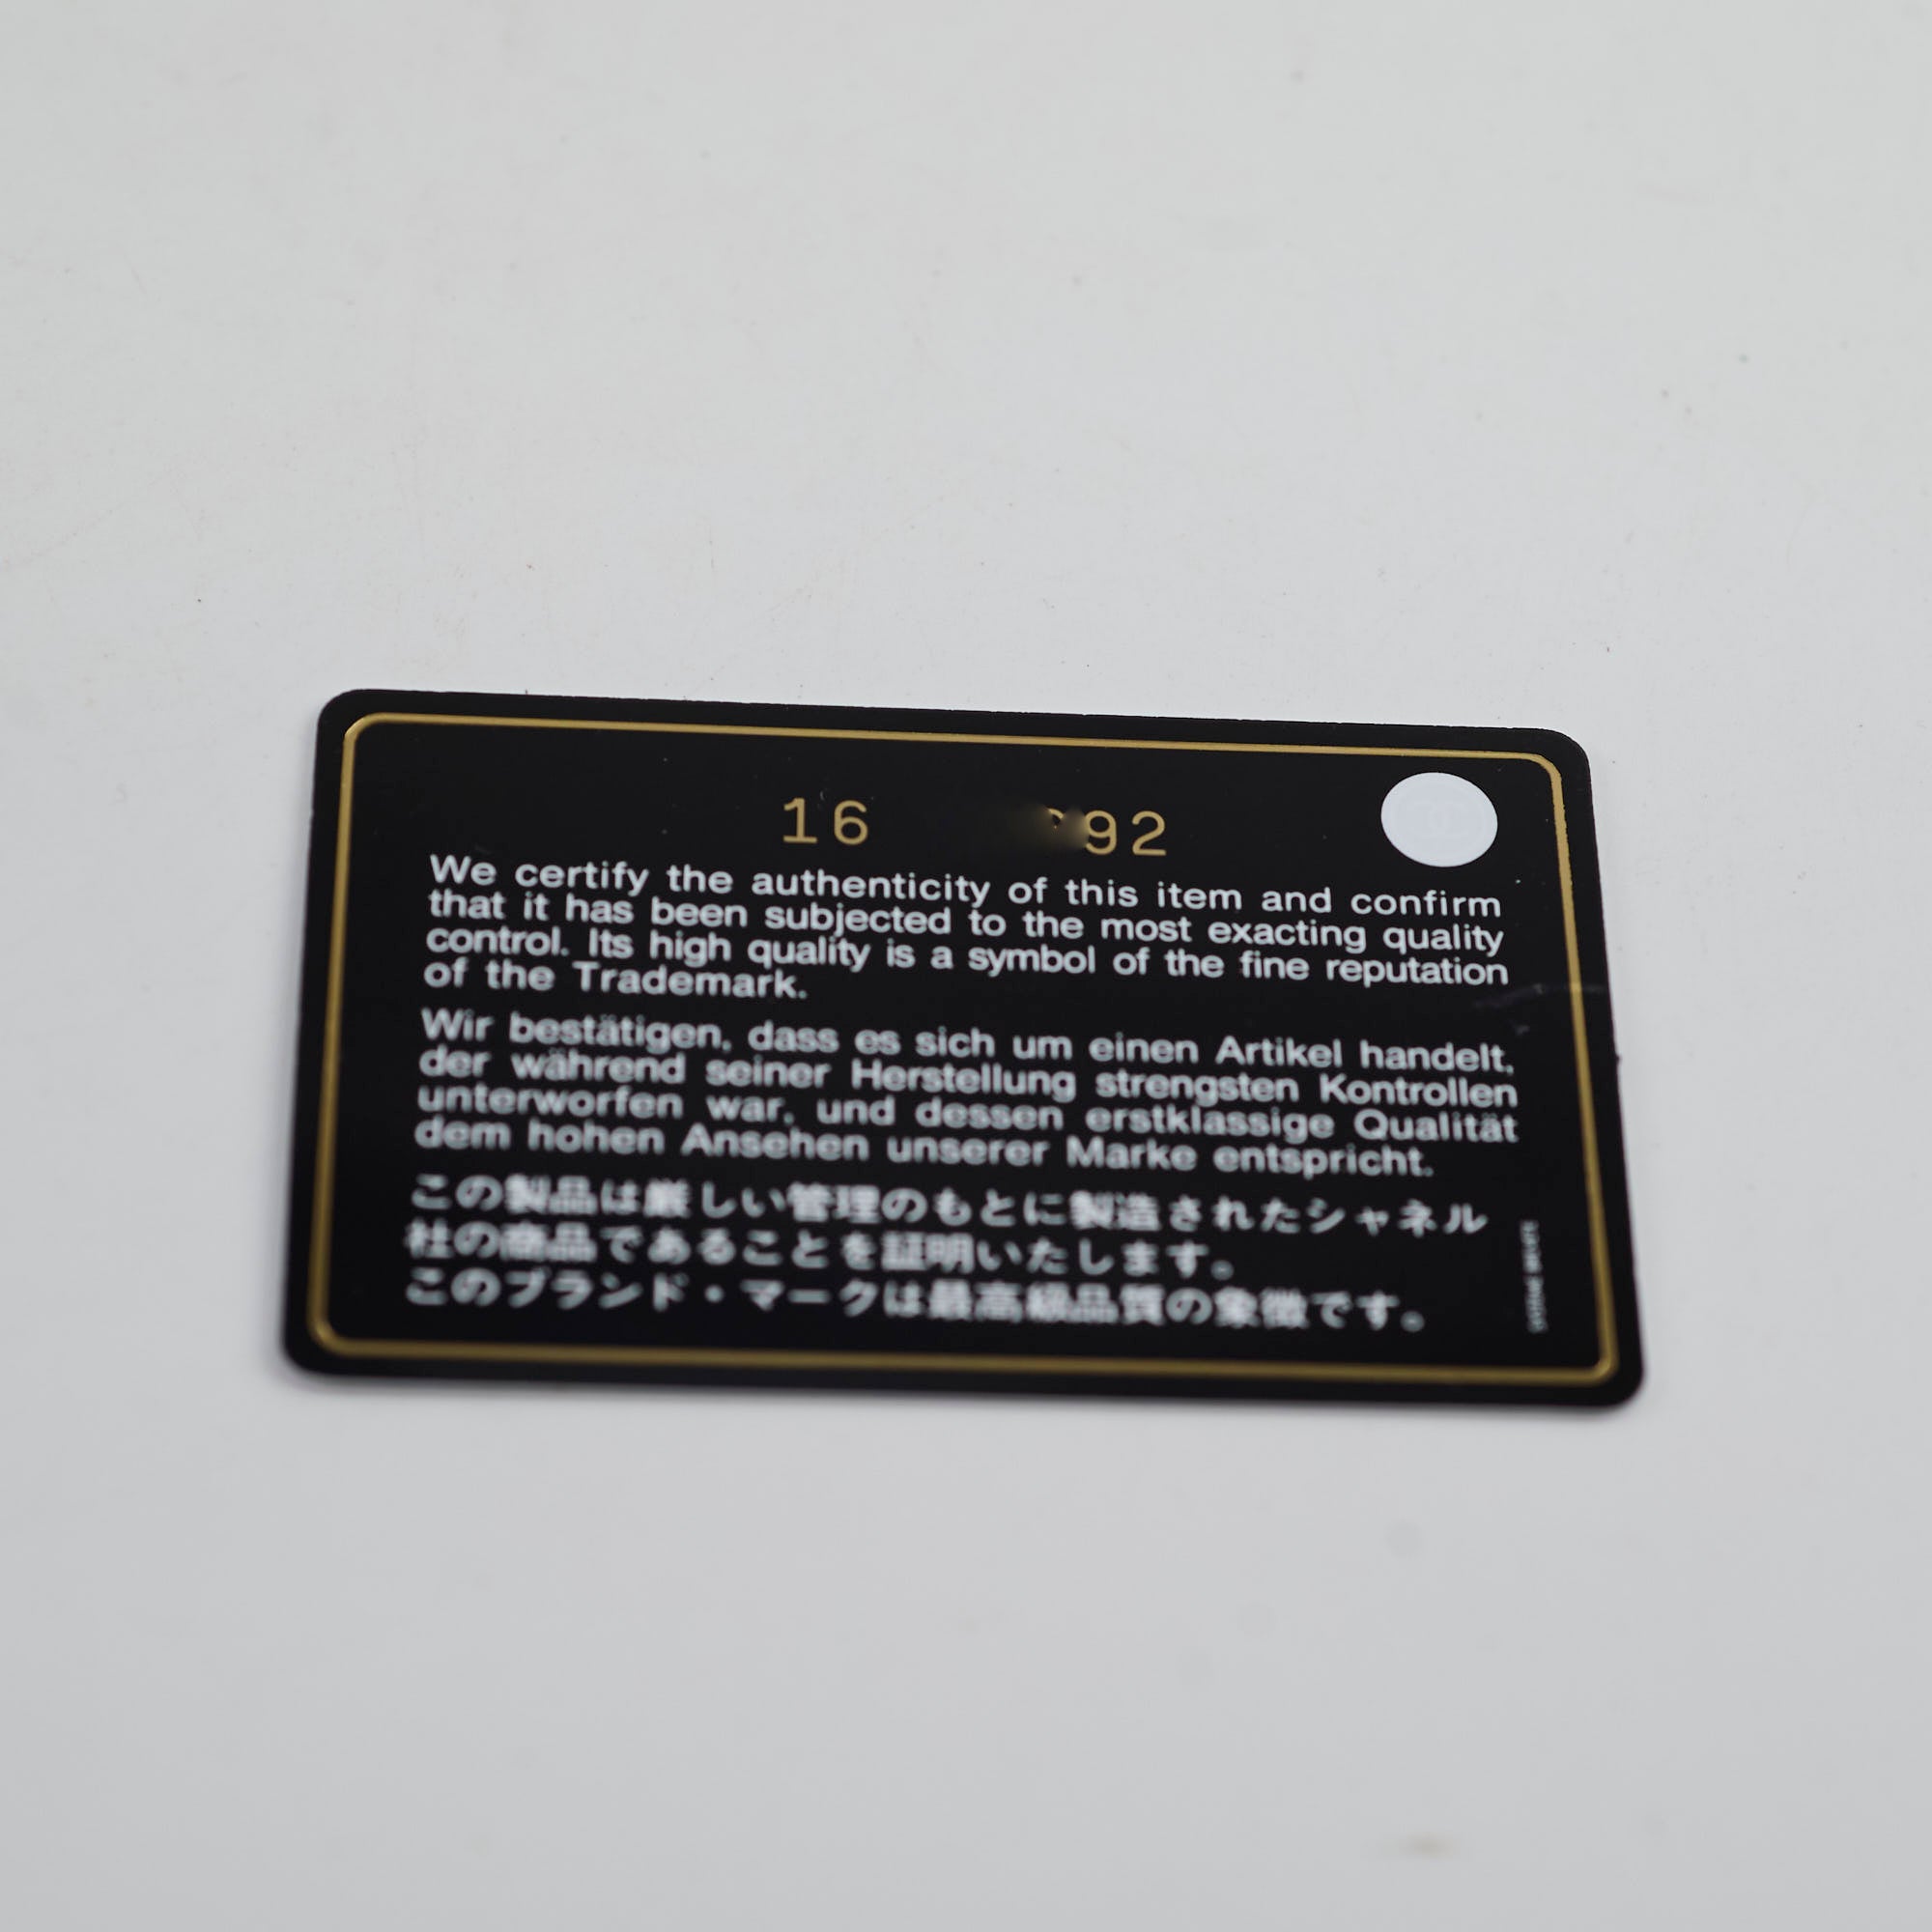 16 92
We certify the authenticity of this item and confirm
that it has been subjected to the most exacting quality
control. Its high quality is a symbol of the fine reputation
of the Trademark.
Wir bestätigen, dass es sich um einen Artikel handelt,
der während seiner Herstellung strengsten Kontrollen
unterworfen war, und dessen erstklassige Qualität
dem hohen Ansehen unserer Marke entspricht.
この製品は厳しい管理のもとに製造されたシャネル
社の商品であることを証明いたします。
このブランド・マークは最高級品質の象徴です。